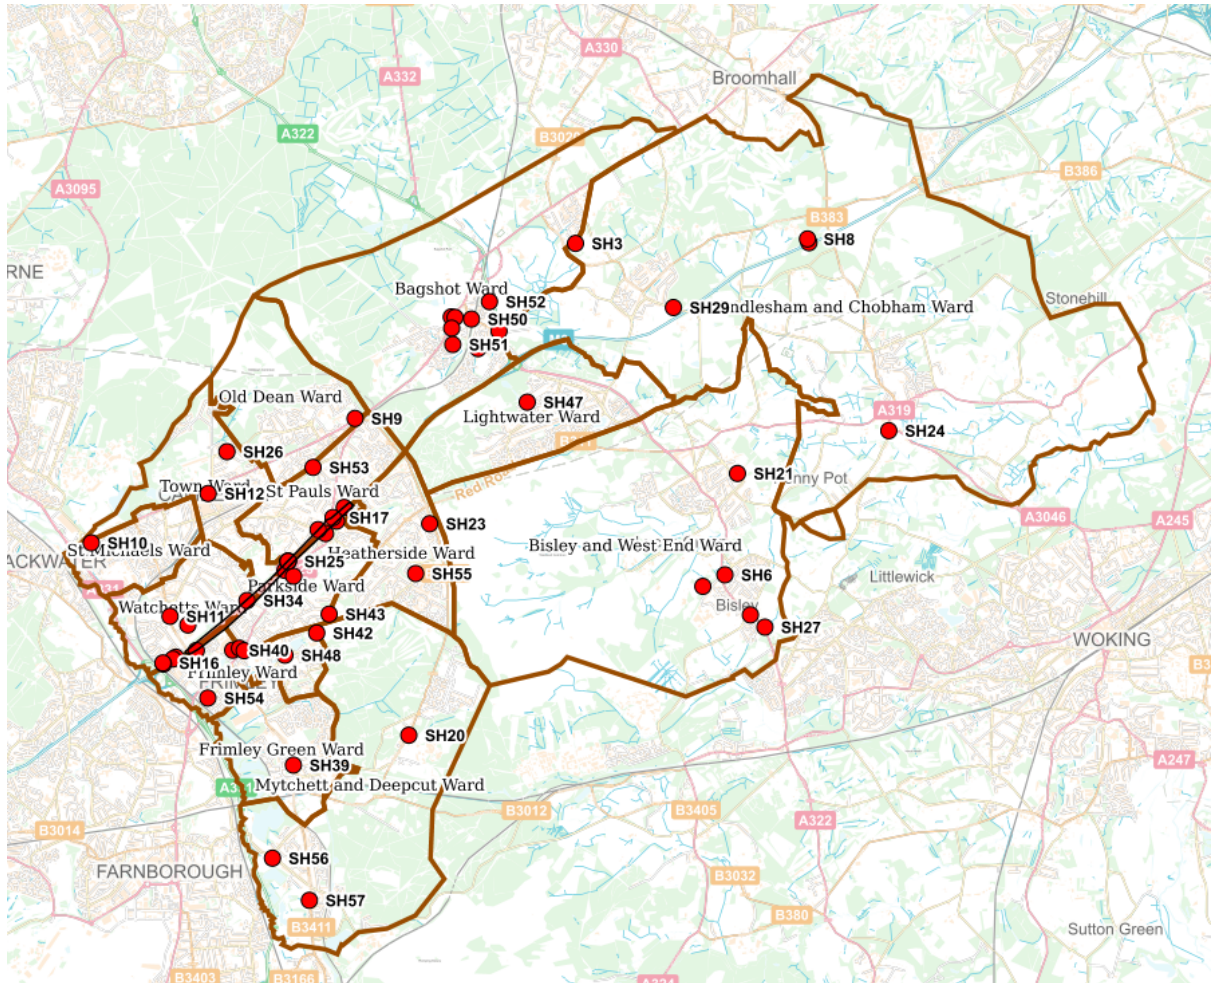 A330
Broomhall
A332
A322
B3020
A3095
B386
B383
RNE
SH3
SH8
Bagshot Ward
Stonehill
SH52
SH29
ndlesham and Chobham Ward
SH50
SH51
Old Dean Ward
SH47
Lightwater Ward
A319
SH9
SH24
SH26
SH53
SH21
Town Ward
SH12
St Pauls Ward
nny Pot
A3046
A245
SH17
SH23
SH10
St Michaels Ward
Heatherside Ward
Bisley and West End Ward
ACKWATER
SH25
SH55
SH6
Littlewick
Parkside Ward
SH34
Bisley
Watchetts Ward
SH11
SH43
SH27
SH42
WOKING
SH40
SH48
SH16
Frimley Ward
SH54
SH20
Frimley Green Ward
SH39
A247
Mytchett and Deepcut Ward
B3012
B3405
A322
B3014
SH56
FARNBOROUGH
B3032
SH57
B380
B3411
Sutton Green
B3403
B3166